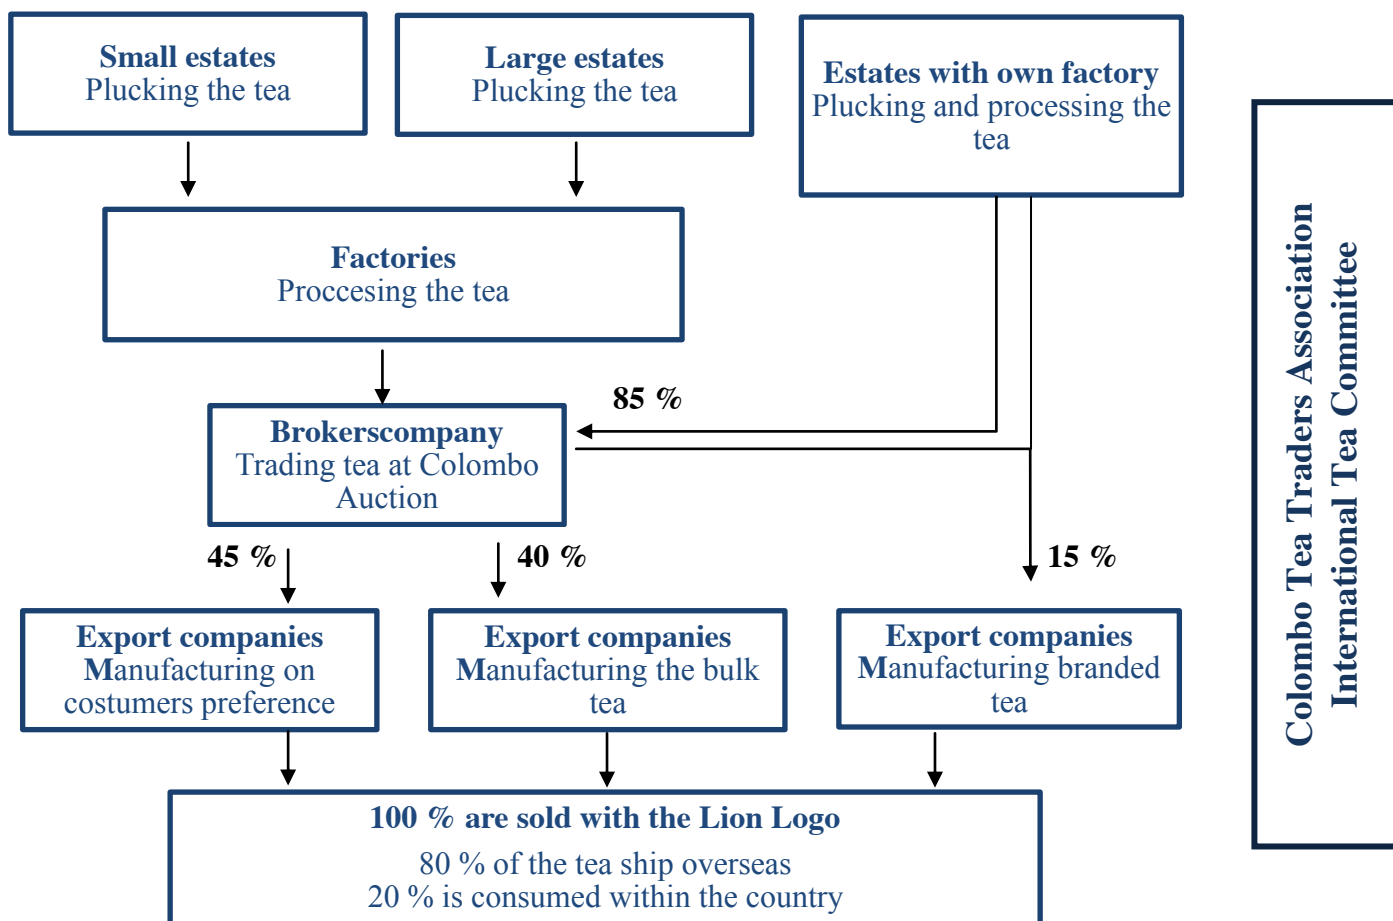 Small estates
Plucking the tea
Large estates
Plucking the tea
Estates with own factory
Plucking and processing the
tea
Factories
Proccesing the tea
85 %
Brokerscompany
Trading tea at Colombo
Auction
45 %
40 %
15 %
Export companies
Manufacturing on
costumers preference
Export companies
Manufacturing the bulk
tea
Export companies
Manufacturing branded
tea
100 % are sold with the Lion Logo
80 % of the tea ship overseas
20 % is consumed within the country
Colombo Tea Traders Association
International Tea Committee